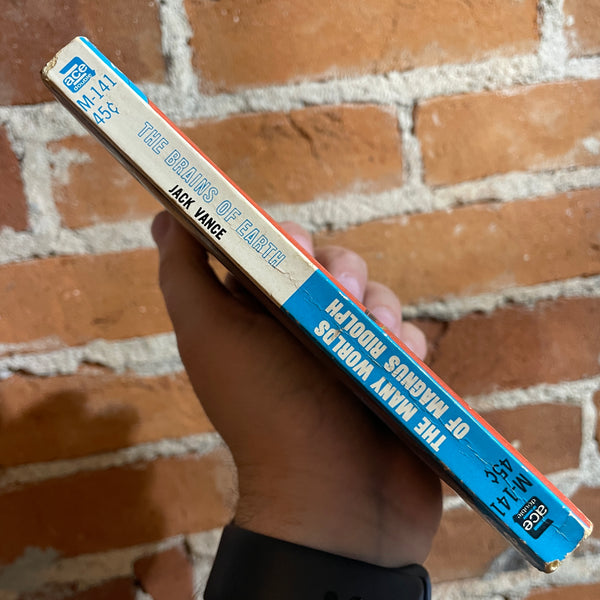 ace
double
M-141
45¢
THE BRAINS OF EARTH
JACK VANCE
THE MANY WORLDS
OF MAGNUS RIDOLPH
M-141
45¢
ace
double